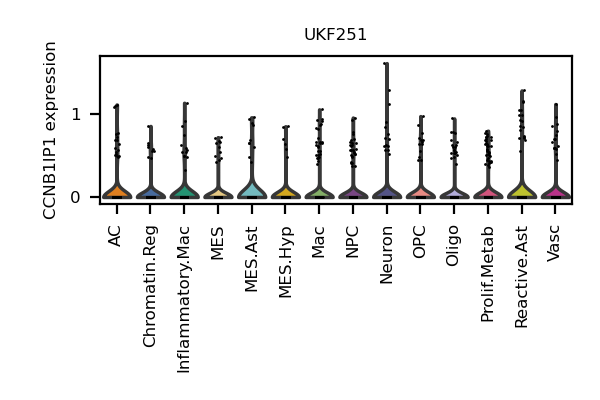 UKF251
CCNB1IP1 expression
1
0
AC
Chromatin.Reg
Inflammatory.Mac
MES
MES.Ast
MES.Hyp
Mac
NPC
Neuron
OPC
Oligo
Prolif.Metab
Reactive.Ast
Vasc